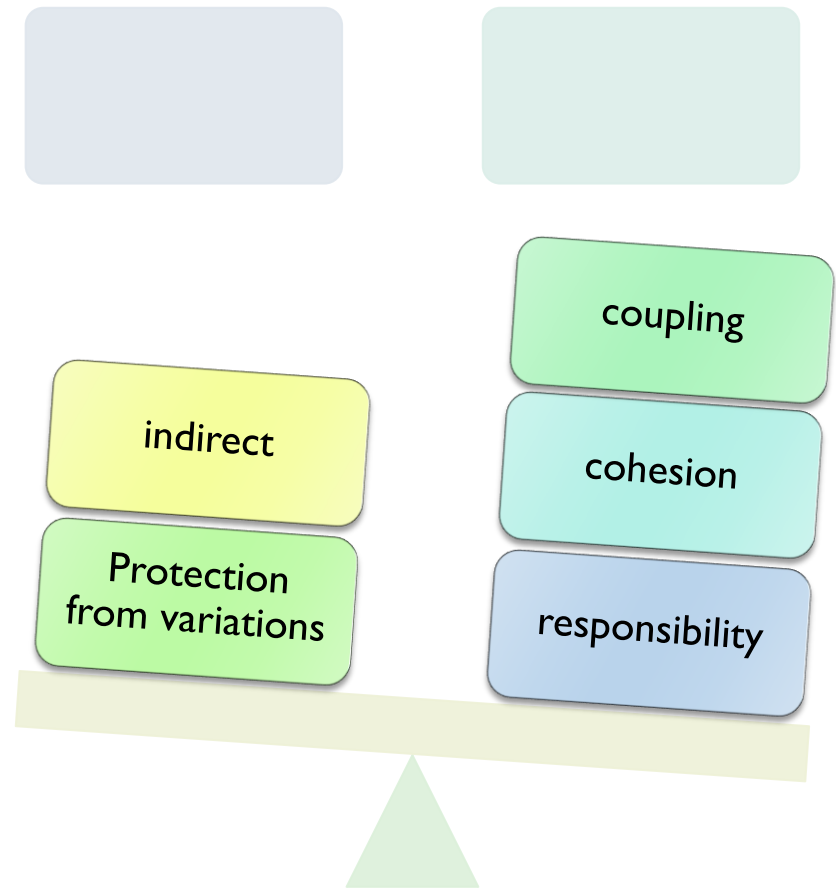 coupling
indirect
cohesion
Protection
from variations
responsibility